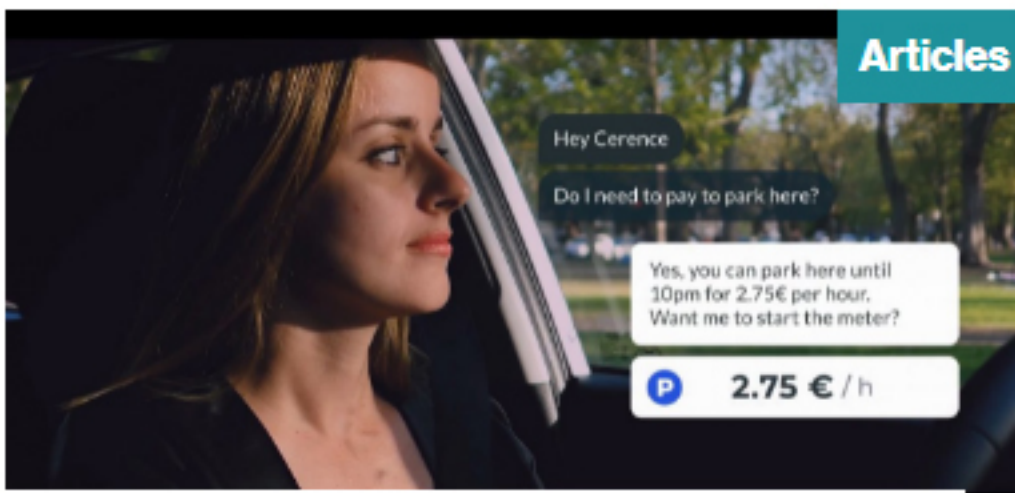 Articles
Hey Cerence
Do I need to pay to park here?
Yes, you can park here until
10pm for 2.75€ per hour.
Want me to start the meter?
P 2.75 € / h